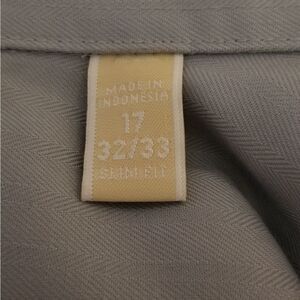 MADE IN
INDONESIA
17
32/33
SLIM FIT